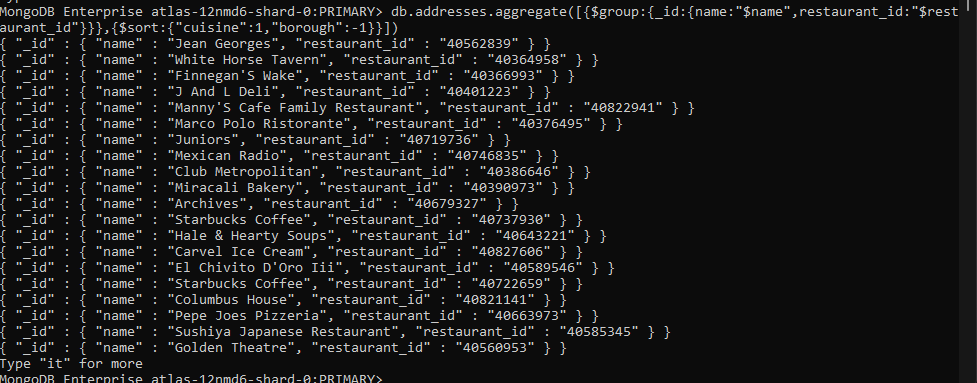 MongoDB Enterprise atlas-12nmd6-shard-0:PRIMARY> db.addresses.aggregate([{$group:{_id:{name:"$name",restaurant_id:"$rest
aurant_id"}}},{$sort:{"cuisine":1,"borough":-1}}])
{ "_id" : { "name" : "Jean Georges", "restaurant_id" : "40562839" } }
{ "_id" : { "name" : "White Horse Tavern", "restaurant_id" : "40364958" } }
{ "_id" : { "name" : "Finnegan'S Wake", "restaurant_id" : "40366993" } }
{ "_id" : { "name" : "J And L Deli", "restaurant_id" : "40401223" } }
{ "_id" : { "name" : "Manny'S Cafe Family Restaurant", "restaurant_id" : "40822941" } }
{ "_id" : { "name" : "Marco Polo Ristorante", "restaurant_id" : "40376495" } }
{ "_id" : { "name" : "Juniors", "restaurant_id" : "40719736" } }
{ "_id" : { "name" : "Mexican Radio", "restaurant_id" : "40746835" } }
{ "_id" : { "name" : "Club Metropolitan", "restaurant_id" : "40386646" } }
{ "_id" : { "name" : "Miracali Bakery", "restaurant_id" : "40390973" } }
{ "_id" : { "name" : "Archives", "restaurant_id" : "40679327" } }
{ "_id" : { "name" : "Starbucks Coffee", "restaurant_id" : "40737930" } }
{ "_id" : { "name" : "Hale & Hearty Soups", "restaurant_id" : "40643221" } }
{ "_id" : { "name" : "Carvel Ice Cream", "restaurant_id" : "40827606" } }
{ "_id" : { "name" : "El Chivito D'Oro Iii", "restaurant_id" : "40589546" } }
{ "_id" : { "name" : "Starbucks Coffee", "restaurant_id" : "40722659" } }
{ "_id" : { "name" : "Columbus House", "restaurant_id" : "40821141" } }
{ "_id" : { "name" : "Pepe Joes Pizzeria", "restaurant_id" : "40663973" } }
{ "_id" : { "name" : "Sushiya Japanese Restaurant", "restaurant_id" : "40585345" } }
{ "_id" : { "name" : "Golden Theatre", "restaurant_id" : "40560953" } }
Type "it" for more
MongoDB Enterprise atlas-12nmd6-shard-0:PRIMARY>